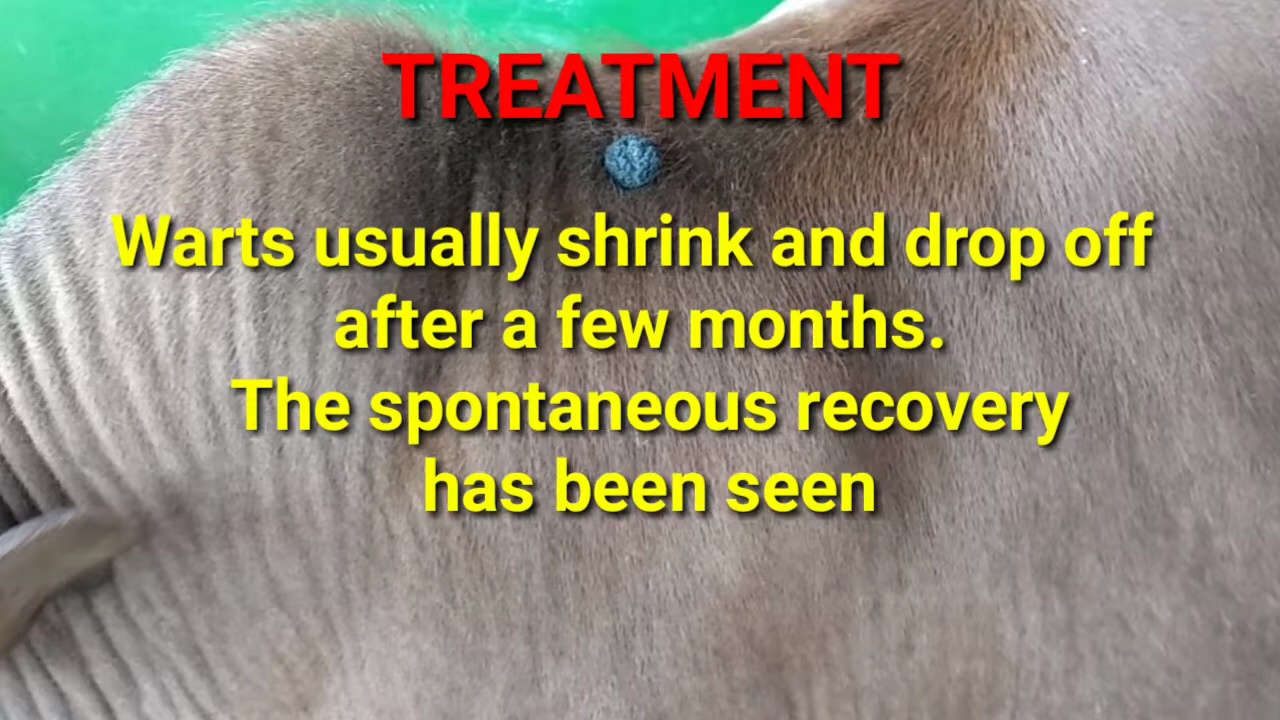 TREATMENT
Warts usually shrink and drop off
after a few months.
The spontaneous recovery
has been seen